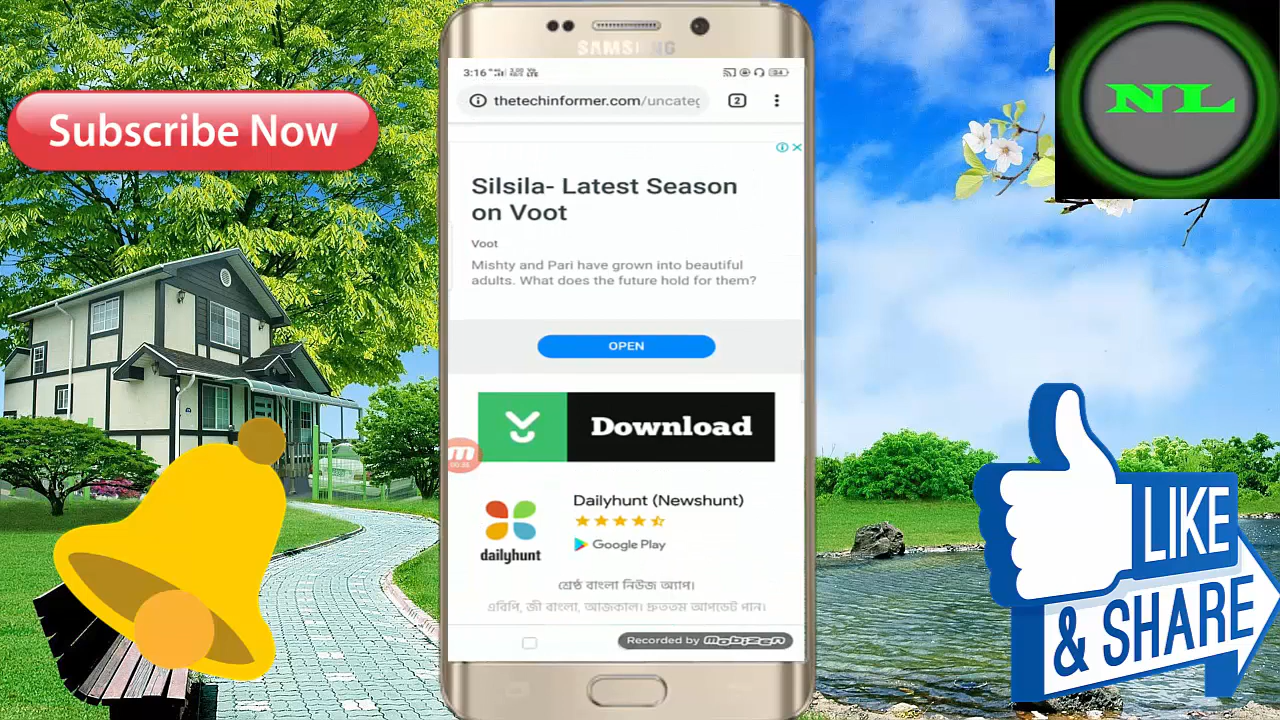 Subscribe Now
NL
SAMSUNG
3:16
thetechinformer.com/uncateg
2
Silsila- Latest Season
on Voot
Voot
Mishty and Pari have grown into beautiful
adults. What does the future hold for them?
OPEN
Download
Dailyhunt (Newshunt)
dailyhunt
Google Play
শ্রেষ্ঠ বাংলা নিউজ অ্যাপ।
এবিপি, জী বাংলা, আজকাল। দ্রুততম আপডেট পান।
Recorded by mobizen
LIKE
& SHARE